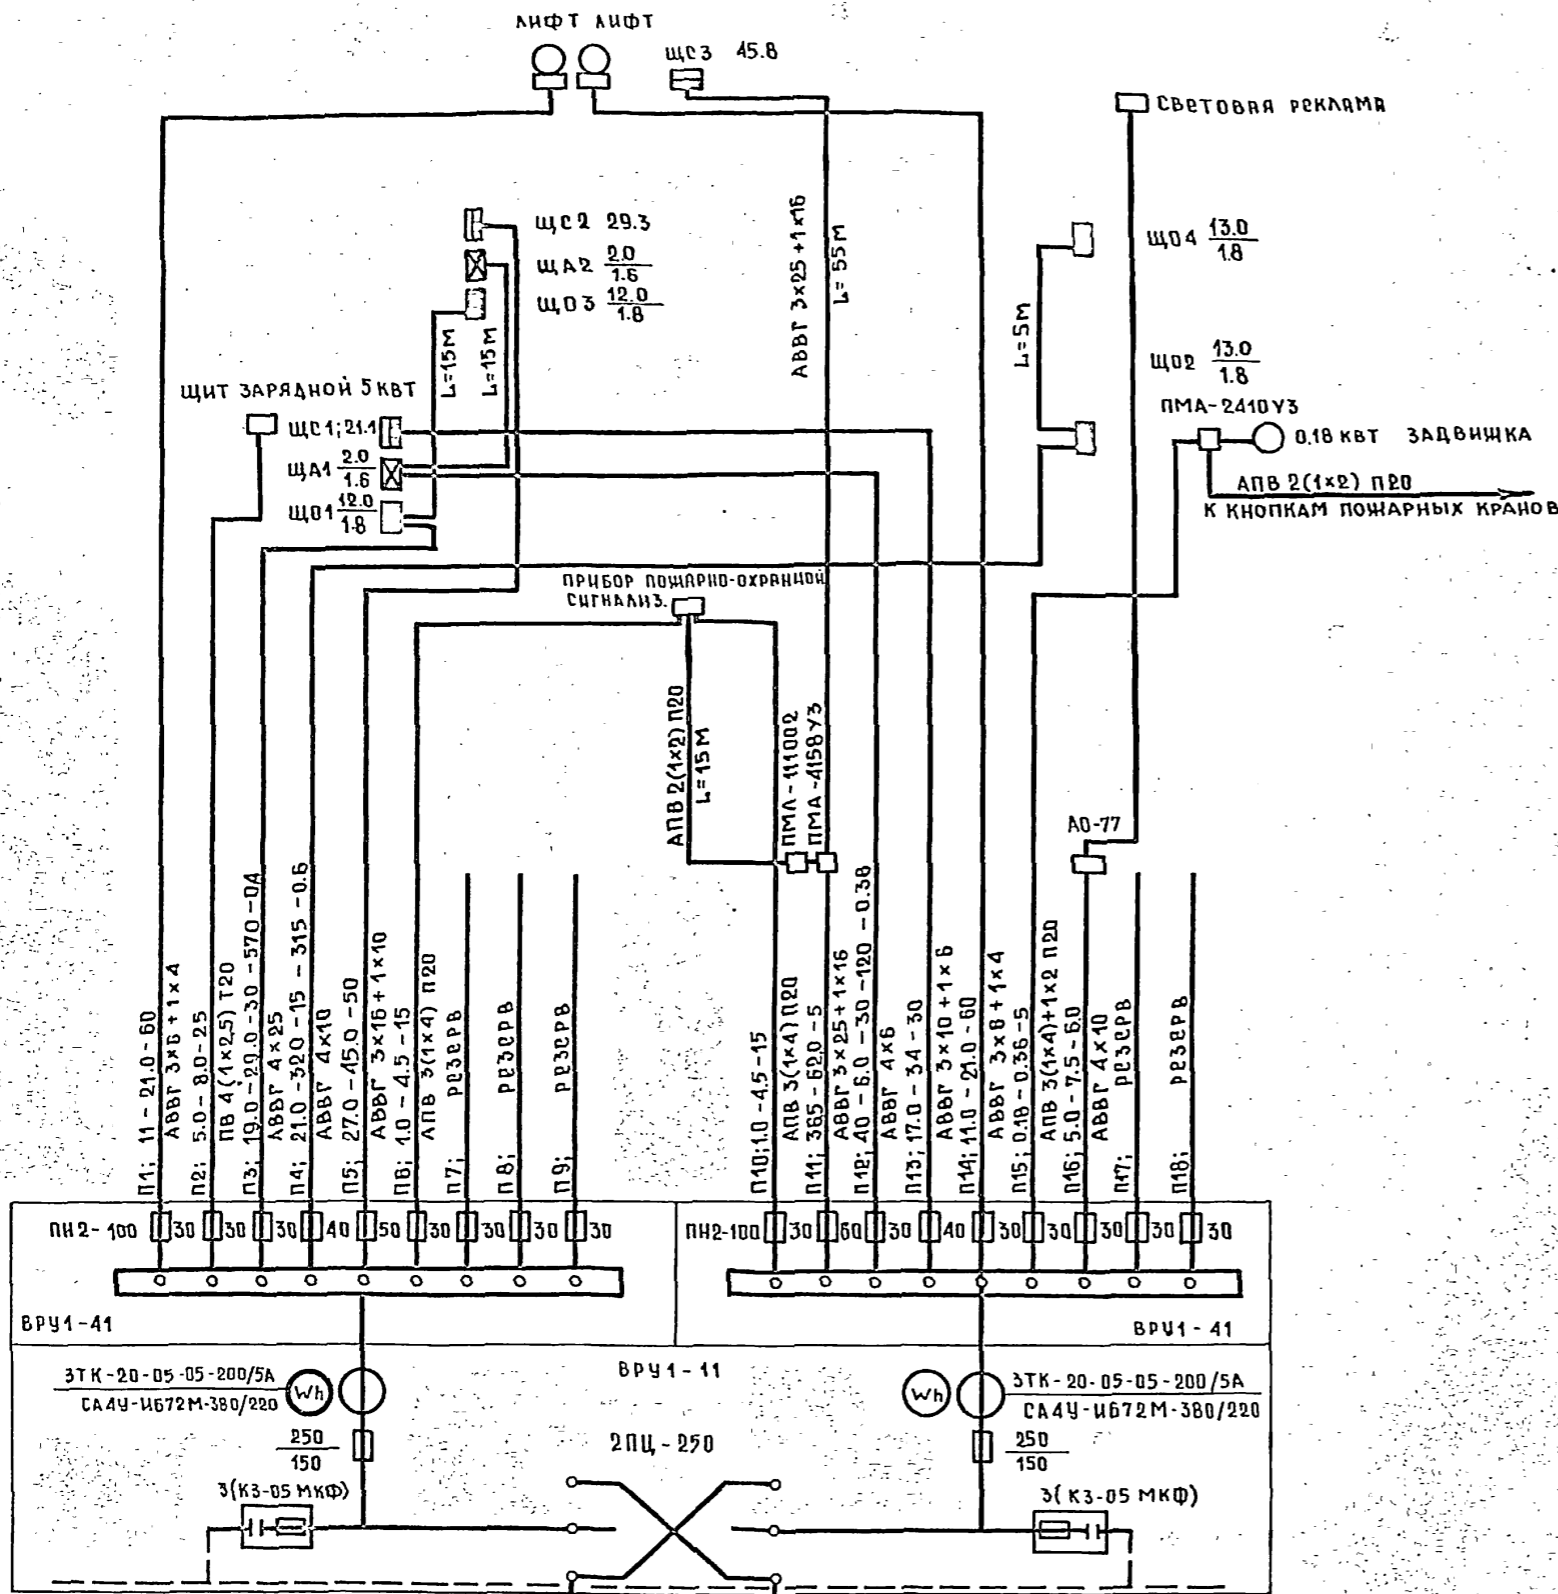 ЛИФТ ЛИФТ
ЩС3 45.8
СВЕТОВАЯ РЕКЛАМА
ЩС2 29.3
ЩА2 2.0/1.6
ЩО3 12.0/1.8
АВВГ 3×25+1×16
L=55М
ЩО4 13.0/1.8
L=5М
ЩО2 13.0/1.8
L=15М
L=15М
ЩИТ ЗАРЯДНОЙ 5 КВТ
ЩС1; 21.1
ЩА1 2.0/1.6
ЩО1 12.0/1.8
ПМА-2410У3
0.18 КВТ ЗАДВИЖКА
АПВ 2(1×2) П20
К КНОПКАМ ПОЖАРНЫХ КРАНОВ
ПРИБОР ПОЖАРНО-ОХРАННОЙ
СИГНАЛИЗ.
АПВ 2(1×2) П20
L=15М
ПМЛ-111002
ПМА-4158У3
АО-77
П1; 11-21.0-60
АВВГ 3×6+1×4
П2; 5.0-8.0-25
ПВ 4(1×2,5) Т20
П3; 19.0-29.0-30-570-0.4
АВВГ 4×25
П4; 21.0-320-15-315-0.6
АВВГ 4×10
П5; 27.0-45.0-50
АВВГ 3×16+1×10
П6; 1.0-4.5-15
АПВ 3(1×4) П20
П7; РЕЗЕРВ
П8; РЕЗЕРВ
П9; РЕЗЕРВ
П10; 1.0-4.5-15
АПВ 3(1×4) П20
П11; 365-620-5
АВВГ 3×25+1×16
П12; 40-6.0-30-120-0.38
АВВГ 4×6
П13; 17.0-34-30
АВВГ 3×10+1×6
П14; 11.0-21.0-60
АВВГ 3×8+1×4
П15; 0.18-0.36-5
АПВ 3(1×4)+1×2 П20
П16; 5.0-7.5-60
АВВГ 4×10
П17; РЕЗЕРВ
П18; РЕЗЕРВ
ПН2-100 30 30 30 40 50 30 30 30 30
ПН2-100 30 60 30 40 30 30 30 30 30
ВРУ1-41
ВРУ1-41
ВРУ1-11
3ТК-20-05-05-200/5А
СА4У-И672М-380/220
Wh
Wh
3ТК-20-05-05-200/5А
СА4У-И672М-380/220
250/150
2ПЦ-250
250/150
3(К3-05 МКФ)
3(К3-05 МКФ)